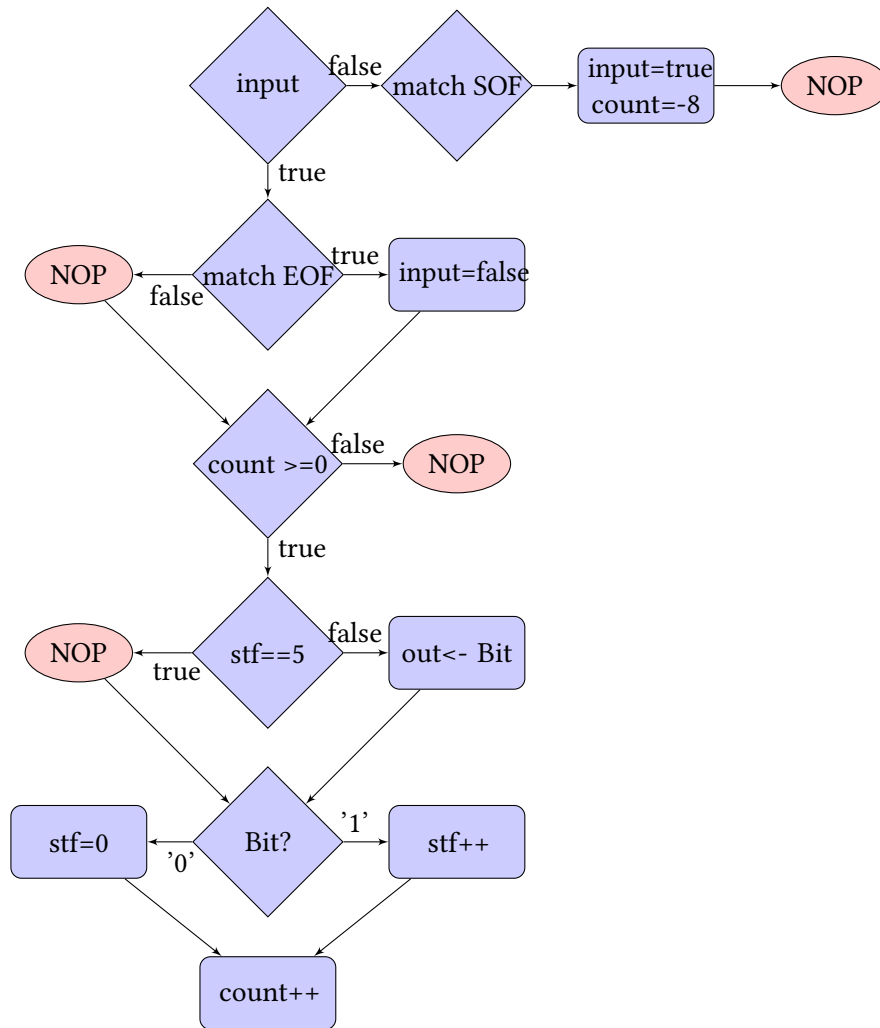 input
false
match SOF
input=true
count=-8
NOP
true
NOP
false
match EOF
true
input=false
count >=0
false
NOP
true
NOP
true
stf==5
false
out<- Bit
stf=0
'0'
Bit?
'1'
stf++
count++